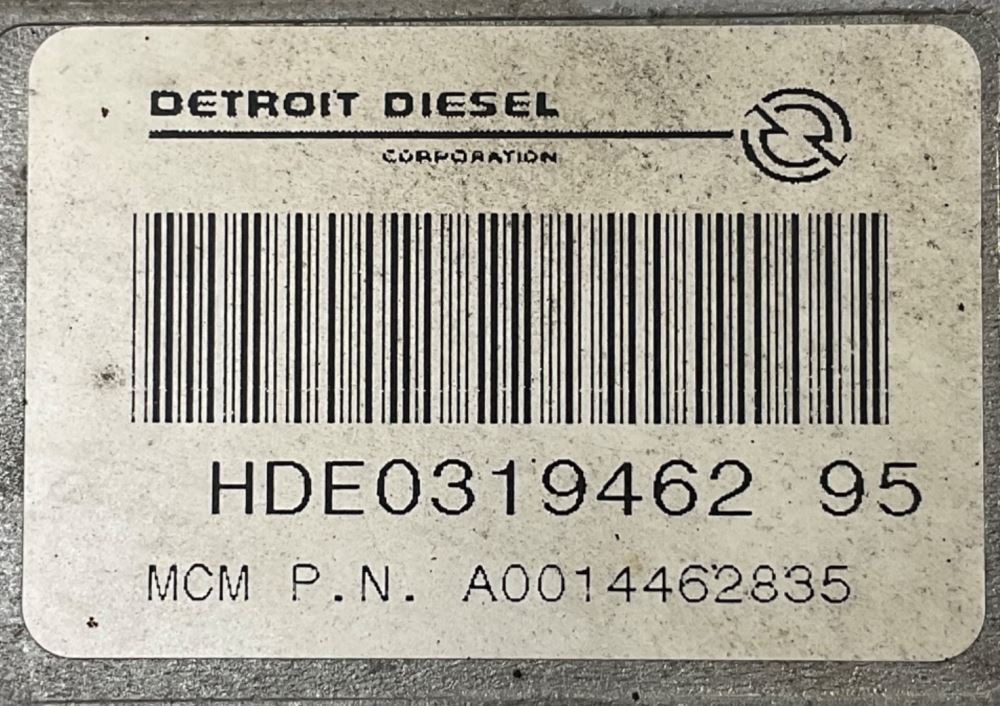 DETROIT DIESEL
CORPORATION
HDE0319462 95
MCM P.N. A0014462835